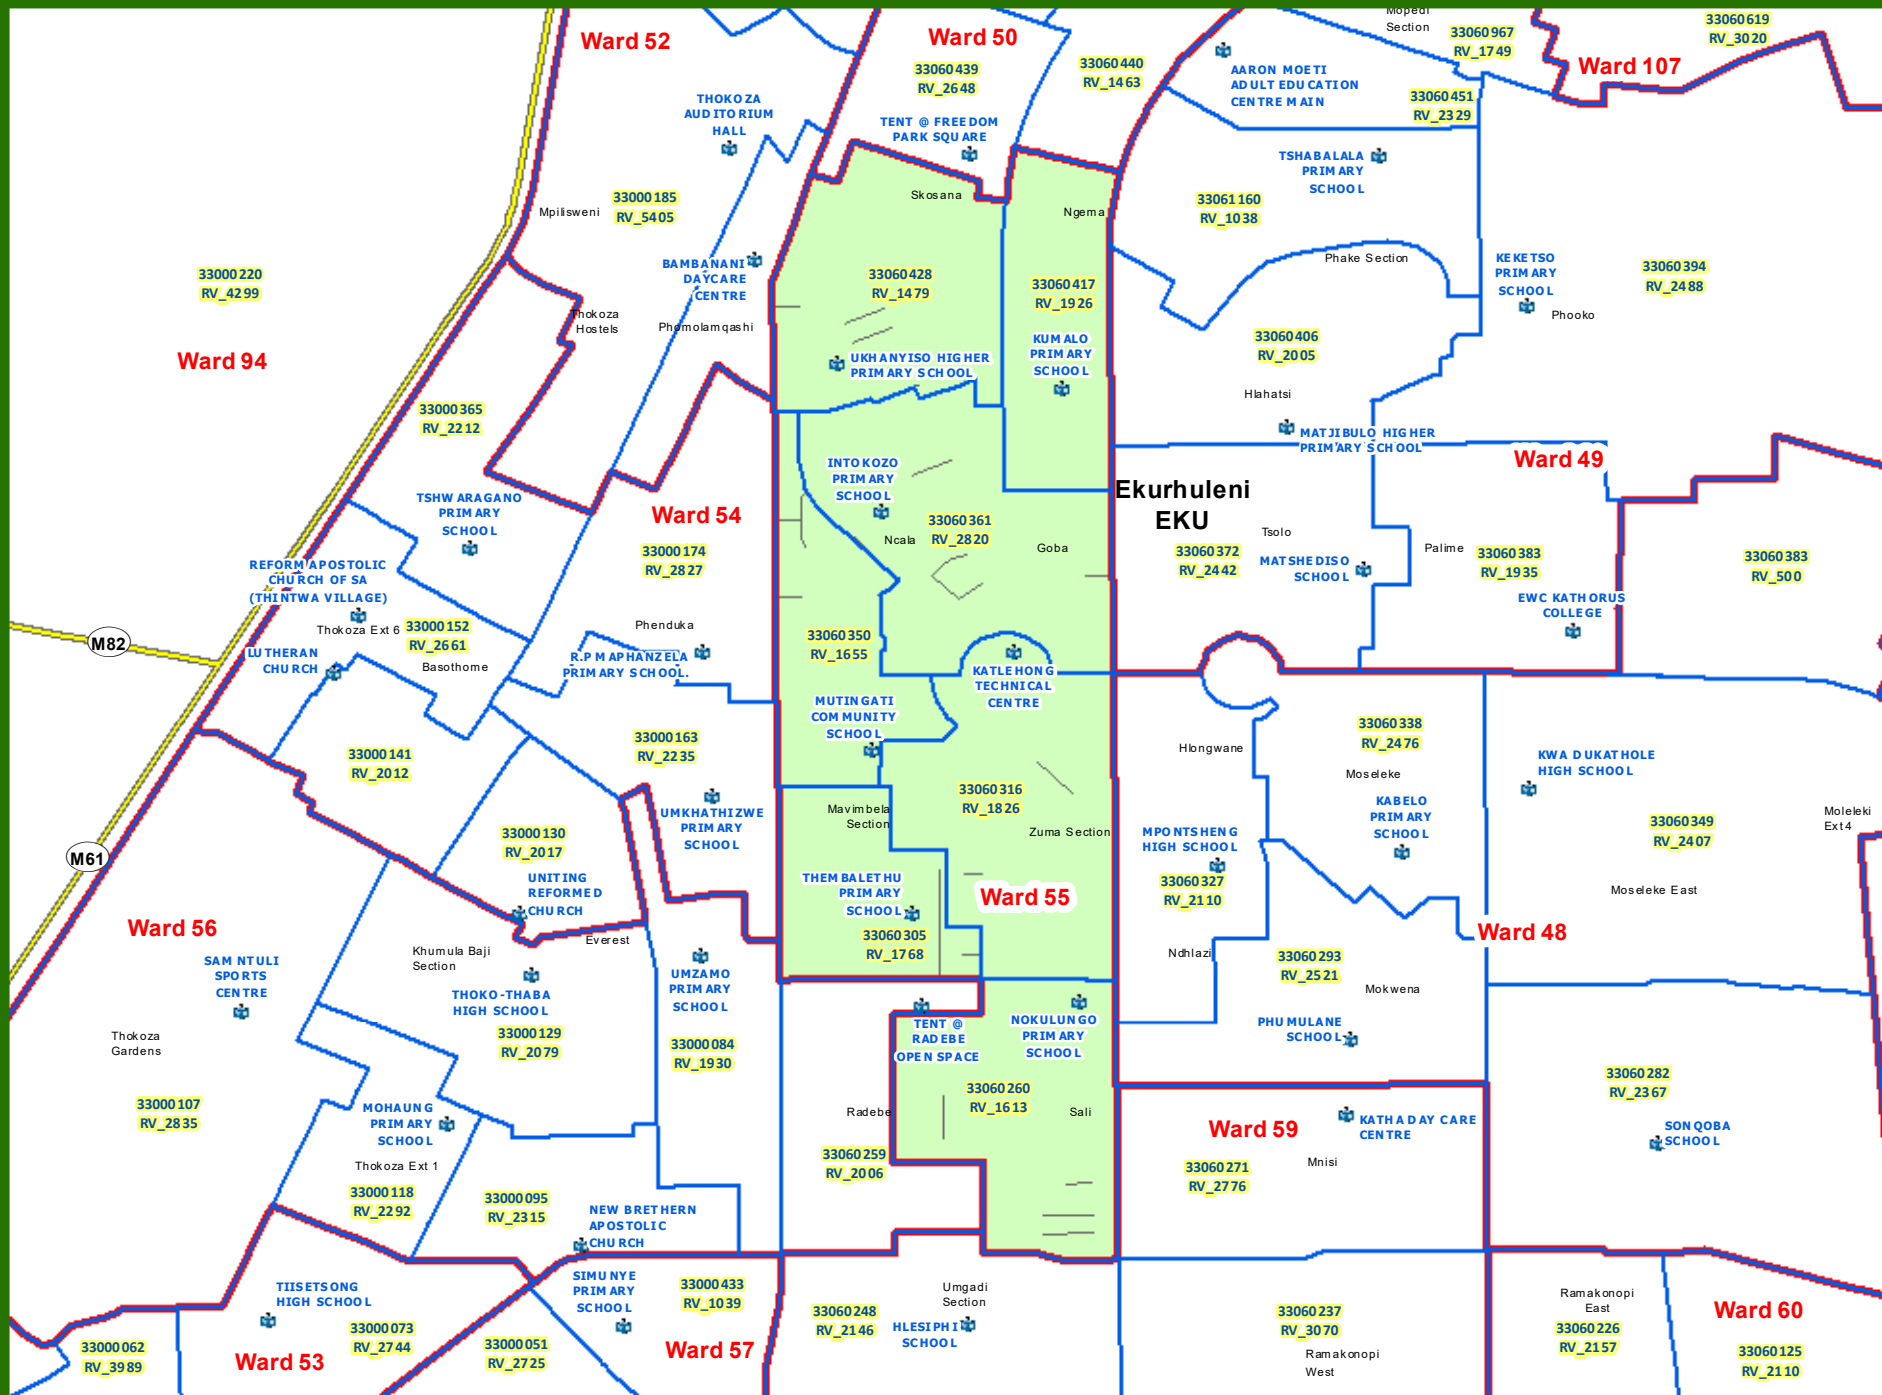 Ward 52
Ward 50
33060439
RV_2648
33060440
RV_1463
Mopedi
Section
33060967
RV_1749
33060619
RV_3020
Ward 107
AARON MOETI
ADULT EDUCATION
CENTRE MAIN
33060451
RV_2329
THOKOZA
AUDITORIUM
HALL
TENT @ FREEDOM
PARK SQUARE
TSHABALALA
PRIMARY
SCHOOL
Mpilisweni
33000185
RV_5405
Skosana
Ngema
33061160
RV_1038
33000220
RV_4299
BAMBANANI
DAYCARE
CENTRE
33060428
RV_1479
33060417
RV_1926
Phake Section
KEKETSO
PRIMARY
SCHOOL
33060394
RV_2488
Phooko
Thokoza
Hostels
Phomolamqashi
33060406
RV_2005
Ward 94
UKHANYISO HIGHER
PRIMARY SCHOOL
KUMALO
PRIMARY
SCHOOL
Hlahatsi
33000365
RV_2212
MATJIBULO HIGHER
PRIMARY SCHOOL
Ward 49
INTOKOZO
PRIMARY
SCHOOL
Ekurhuleni
EKU
TSHWARAGANO
PRIMARY
SCHOOL
Ward 54
33000174
RV_2827
33060361
RV_2820
Ncala
Goba
Tsolo
33060372
RV_2442
MATSHEDISO
SCHOOL
Palime
33060383
RV_1935
33060383
RV_500
REFORM APOSTOLIC
CHURCH OF SA
(THINTWA VILLAGE)
EWC KATHORUS
COLLEGE
Thokoza Ext 6
33000152
RV_2661
Basothome
LUTHERAN
CHURCH
M82
Phenduka
R.P MAPHANZELA
PRIMARY SCHOOL.
33060350
RV_1655
KATLEHONG
TECHNICAL
CENTRE
MUTINGATI
COMMUNITY
SCHOOL
33000141
RV_2012
33000163
RV_2235
Hlongwane
33060338
RV_2476
Moseleke
KWA DUKATHOLE
HIGH SCHOOL
33060316
RV_1826
Mavimbela
Section
Zuma Section
UMKHATHIZWE
PRIMARY
SCHOOL
KABELO
PRIMARY
SCHOOL
33060349
RV_2407
Moleleki
Ext 4
M61
33000130
RV_2017
MPONTSHENG
HIGH SCHOOL
33060327
RV_2110
UNITING
REFORMED
CHURCH
THEMBALETHU
PRIMARY
SCHOOL
Ward 55
Moseleke East
Ward 56
33060305
RV_1768
Ward 48
Khumula Baji
Section
Everest
Ndhlazi
33060293
RV_2521
Mokwena
SAM NTULI
SPORTS
CENTRE
THOKO-THABA
HIGH SCHOOL
UMZAMO
PRIMARY
SCHOOL
Thokoza
Gardens
33000129
RV_2079
33000084
RV_1930
TENT @
RADEBE
OPEN SPACE
NOKULUNGO
PRIMARY
SCHOOL
PHUMULANE
SCHOOL
33000107
RV_2835
MOHAUNG
PRIMARY
SCHOOL
33060260
RV_1613
Radebe
Sali
33060282
RV_2367
Ward 59
KATHA DAY CARE
CENTRE
SONQOBA
SCHOOL
Thokoza Ext 1
33000118
RV_2292
33000095
RV_2315
33060259
RV_2006
33060271
RV_2776
Mnisi
NEW BRETHERN
APOSTOLIC
CHURCH
TIISETSONG
HIGH SCHOOL
SIMUNYE
PRIMARY
SCHOOL
33000433
RV_1039
Umgadi
Section
33060248
RV_2146
HLESIPHI
SCHOOL
33060237
RV_3070
Ramakonopi
West
Ramakonopi
East
33060226
RV_2157
Ward 60
33060125
RV_2110
33000062
RV_3989
Ward 53
33000073
RV_2744
33000051
RV_2725
Ward 57